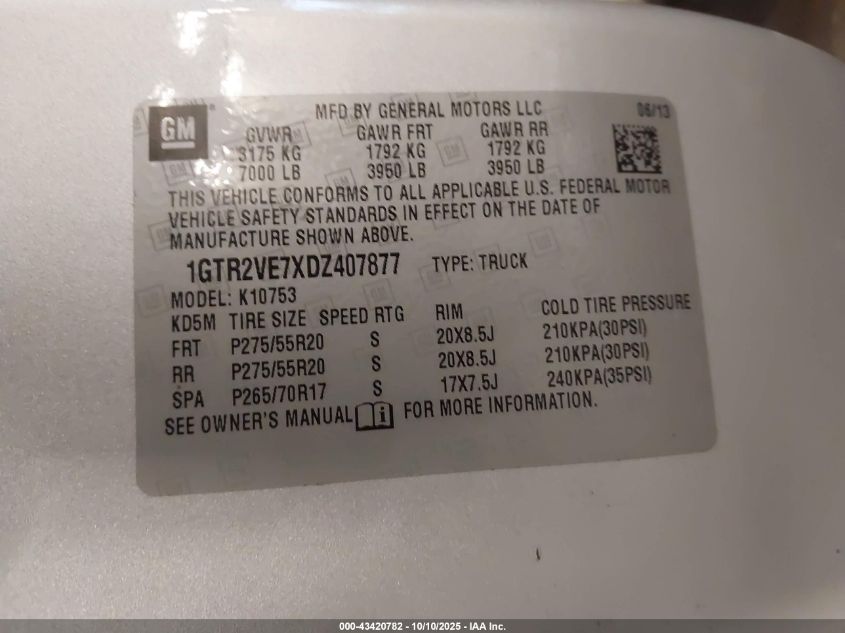 MFD BY GENERAL MOTORS LLC 06/13
GM
GVWR GAWR FRT GAWR RR
3175 KG 1792 KG 1792 KG
7000 LB 3950 LB 3950 LB
THIS VEHICLE CONFORMS TO ALL APPLICABLE U.S. FEDERAL MOTOR
VEHICLE SAFETY STANDARDS IN EFFECT ON THE DATE OF
MANUFACTURE SHOWN ABOVE.
1GTR2VE7XDZ407877 TYPE: TRUCK
MODEL: K10753
KD5M TIRE SIZE SPEED RTG RIM COLD TIRE PRESSURE
FRT P275/55R20 S 20X8.5J 210KPA(30PSI)
RR P275/55R20 S 20X8.5J 210KPA(30PSI)
SPA P265/70R17 S 17X7.5J 240KPA(35PSI)
SEE OWNER'S MANUAL i FOR MORE INFORMATION.
000-43420782 - 10/10/2025 - IAA Inc.